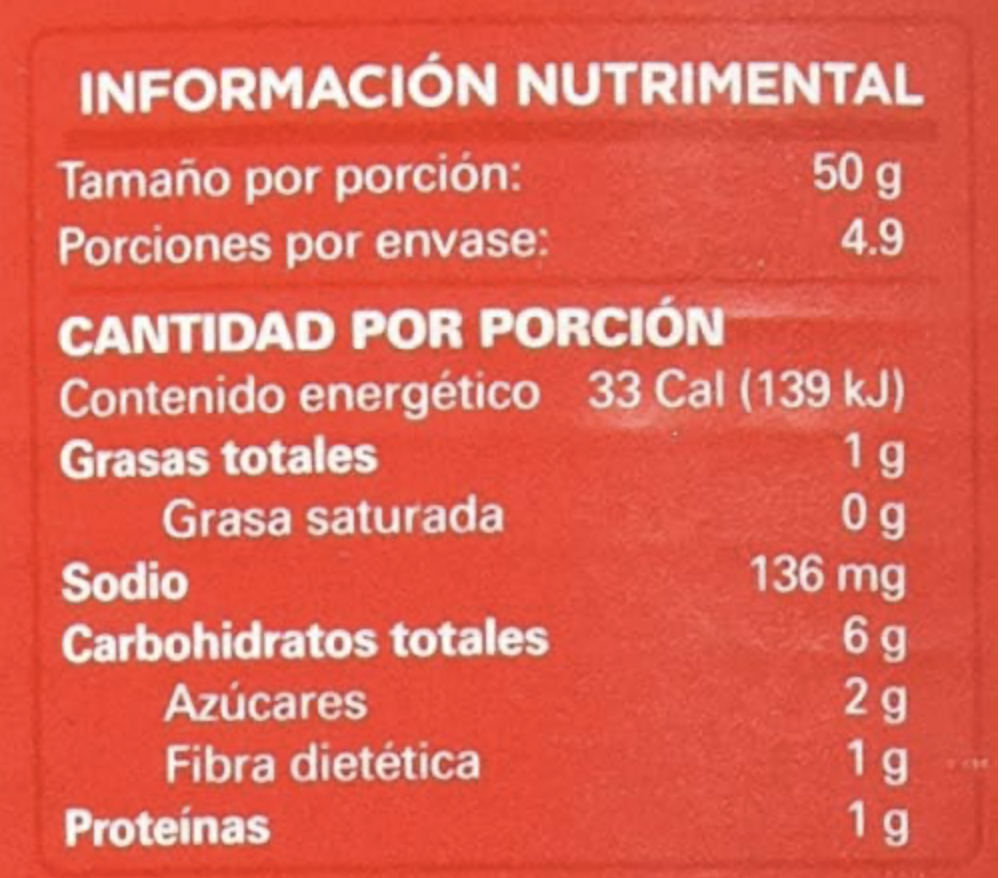 INFORMACIÓN NUTRIMENTAL
Tamaño por porción: 50 g
Porciones por envase: 4.9
CANTIDAD POR PORCIÓN
Contenido energético 33 Cal (139 kJ)
Grasas totales 1 g
Grasa saturada 0 g
Sodio 136 mg
Carbohidratos totales 6 g
Azúcares 2 g
Fibra dietética 1 g
Proteínas 1 g